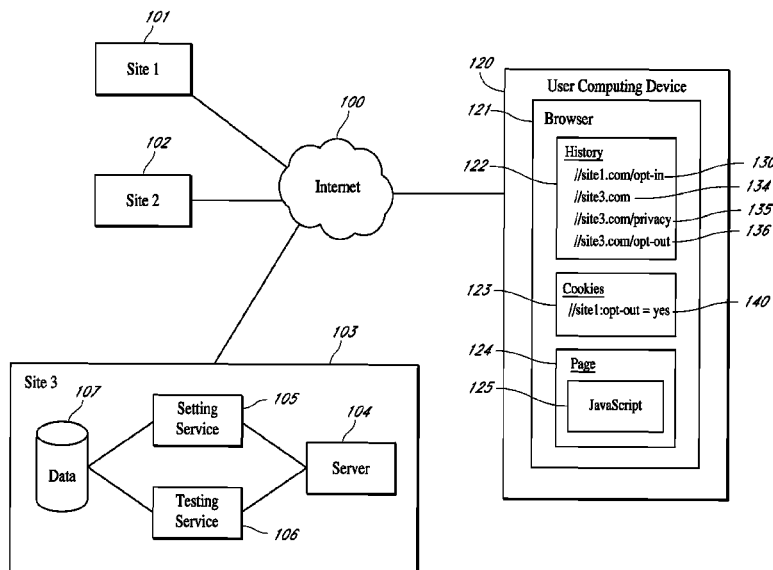 101
Site 1
102
Site 2
100
Internet
120
User Computing Device
121
Browser
122
History
//site1.com/opt-in
130
//site3.com
134
//site3.com/privacy
135
//site3.com/opt-out
136
123
Cookies
//site1:opt-out = yes
140
124
Page
125
JavaScript
103
Site 3
107
Data
105
Setting
Service
104
Server
Testing
Service
106